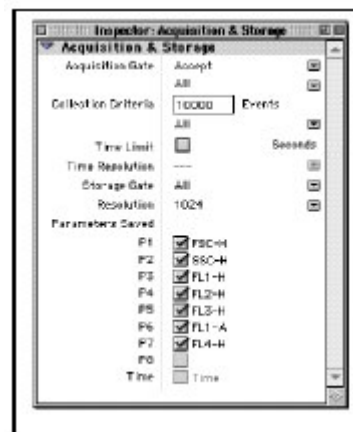 Inspector: Acquisition & Storage
Acquisition & Storage
Acquisition Gate Accept
All
Collection Criteria 10000 Events
All
Time Limit Seconds
Time Resolution ---
Storage Gate All
Resolution 1024
Parameters Saved
P1 FSC-H
P2 SSC-H
P3 FL1-H
P4 FL2-H
P5 FL3-H
P6 FL1-A
P7 FL4-H
P8
Time Time